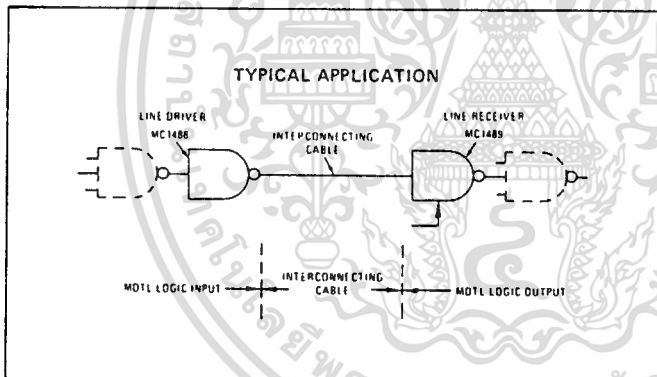 TYPICAL APPLICATION
LINE DRIVER
MC1488
INTERCONNECTING
CABLE
LINE RECEIVER
MC1489
MDTL LOGIC INPUT
INTERCONNECTING
CABLE
MDTL LOGIC OUTPUT